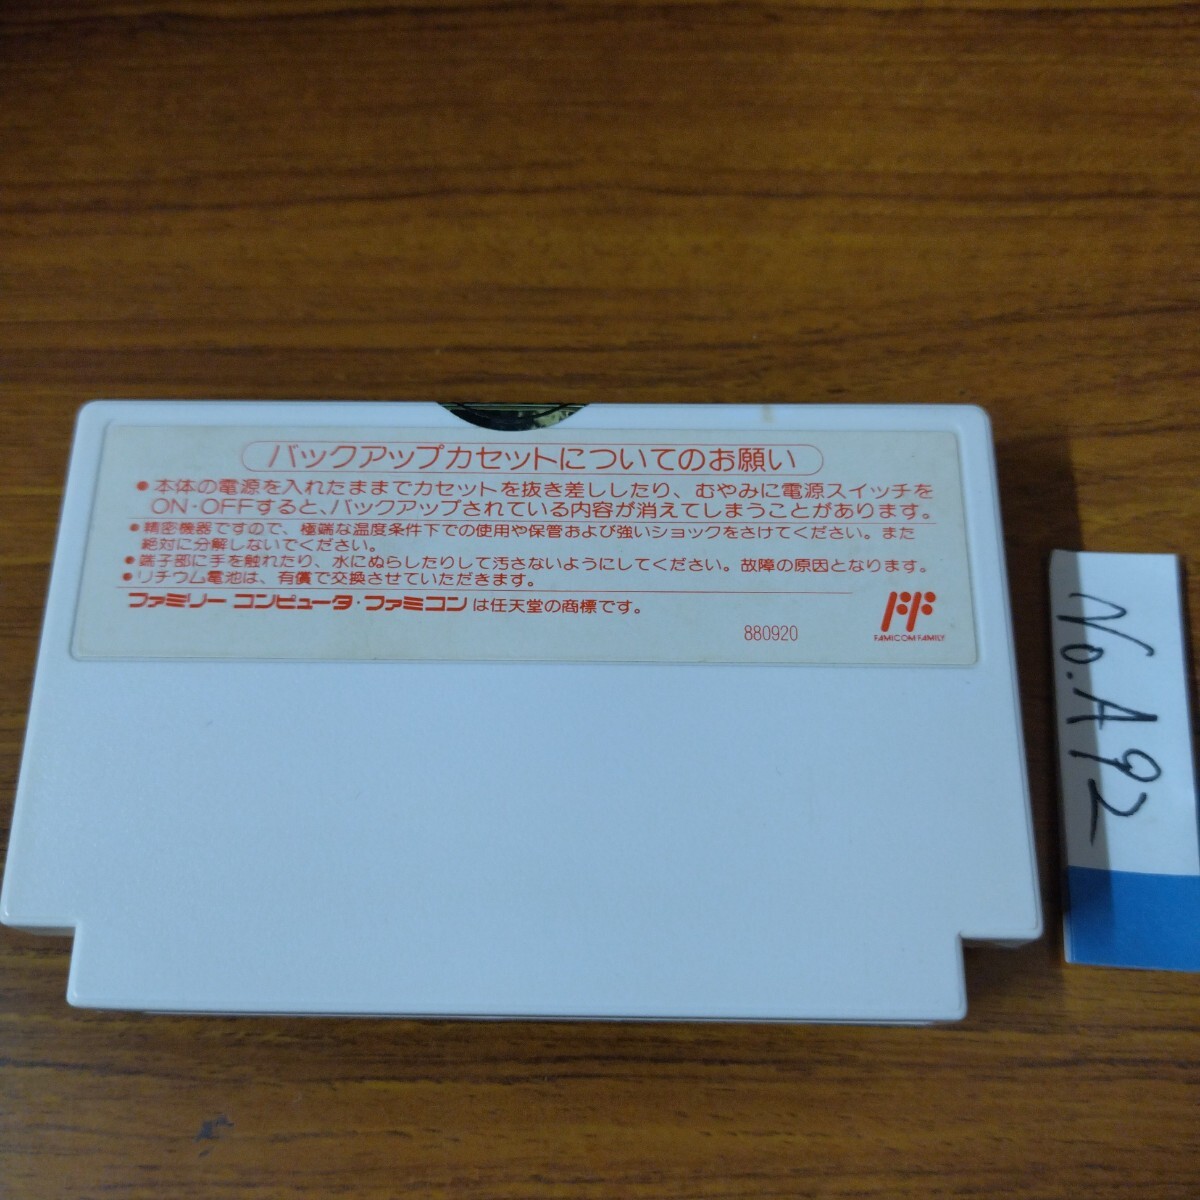 バックアップカセットについてのお願い
●本体の電源を入れたままでカセットを抜き差ししたり、むやみに電源スイッチを
ON·OFFすると、バックアップされている内容が消えてしまうことがあります。
●精密機器ですので、極端な温度条件下での使用や保管および強いショックをさけてください。また
絶対に分解しないでください。
●端子部に手を触れたり、水にぬらしたりして汚さないようにしてください。故障の原因となります。
●リチウム電池は、有償で交換させていただきます。
ファミリーコンピュータ·ファミコンは任天堂の商標です。
880920
FF
FAMICOM FAMILY
No.A92